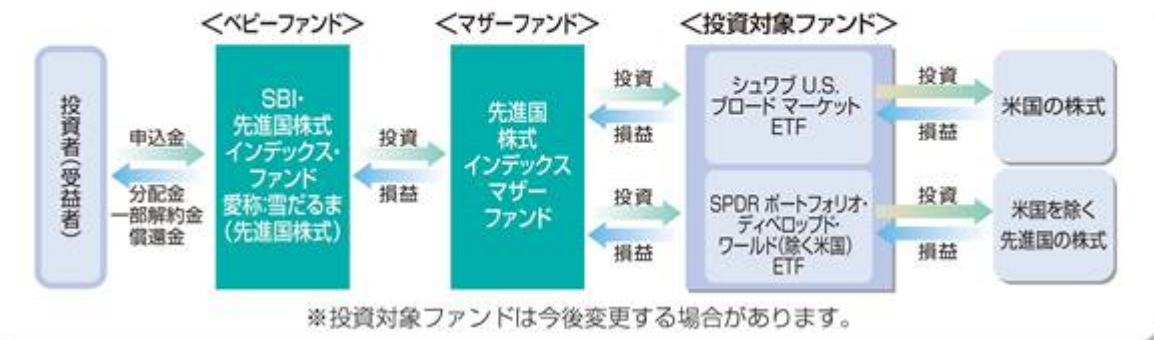 <ベビーファンド>
<マザーファンド>
<投資対象ファンド>
投資者(受益者)
申込金
分配金
一部解約金
償還金
SBI・
先進国株式
インデックス・
ファンド
愛称:雪だるま
(先進国株式)
投資
損益
先進国
株式
インデックス
マザー
ファンド
投資
損益
シュワブ U.S.
ブロード マーケット
ETF
投資
損益
米国の株式
投資
損益
SPDR ポートフォリオ・
ディベロップド・
ワールド(除く米国)
ETF
投資
損益
米国を除く
先進国の株式
※投資対象ファンドは今後変更する場合があります。